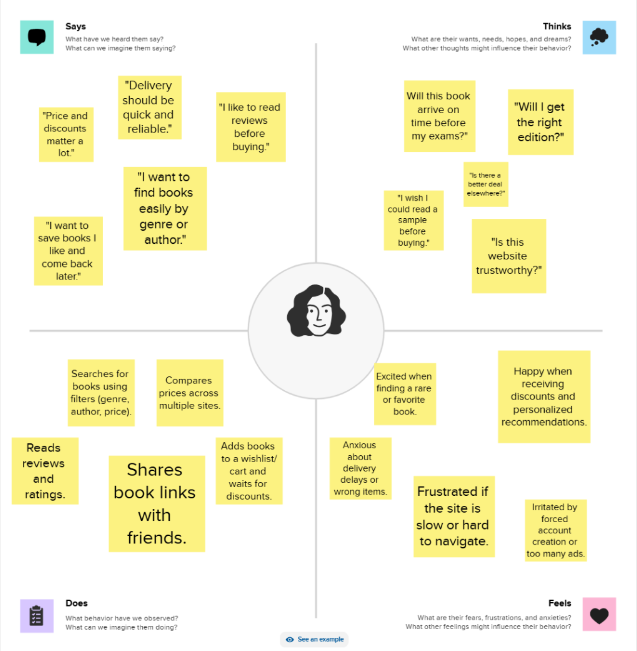 Says
What have we heard them say?
What can we imagine them saying?
Thinks
What are their wants, needs, hopes, and dreams?
What other thoughts might influence their behavior?
"Price and
discounts
matter a
lot."
"Delivery
should be
quick and
reliable."
"I like to read
reviews
before
buying."
"I want to
find books
easily by
genre or
author."
"I want to
save books I
like and
come back
later."
Will this book
arrive on
time before
my exams?"
"Will I get
the right
edition?"
"Is there a
better deal
elsewhere?"
"I wish I
could read a
sample
before
buying."
"Is this
website
trustworthy?"
Searches for
books using
filters (genre,
author, price).
Compares
prices across
multiple sites.
Reads
reviews
and
ratings.
Shares
book links
with
friends.
Adds books
to a wishlist/
cart and
waits for
discounts.
Excited when
finding a rare
or favorite
book.
Happy when
receiving
discounts and
personalized
recommendations.
Anxious
about
delivery
delays or
wrong items.
Frustrated if
the site is
slow or hard
to navigate.
Irritated by
forced
account
creation or
too many ads.
Does
What behavior have we observed?
What can we imagine them doing?
See an example
Feels
What are their fears, frustrations, and anxieties?
What other feelings might influence their behavior?